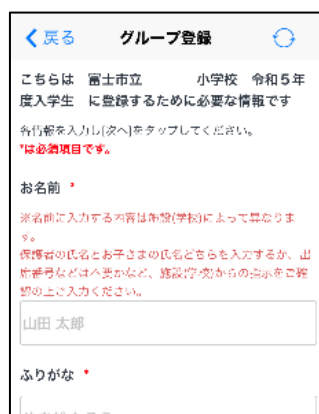 戻る グループ登録
こちらは 富士市立 小学校 令和5年
度入学生 に登録するために必要な情報です
各情報を入力し[次へ]をタップしてください。
*は必須項目です。
お名前 *
※名前に入力する内容は施設(学校)によって異なりま
す。
保護者の氏名とお子さまの氏名どちらを入力するか、出
席番号などは不要かなど、施設(学校)からの指示をご確
認の上ご入力ください。
山田 太郎
ふりがな *